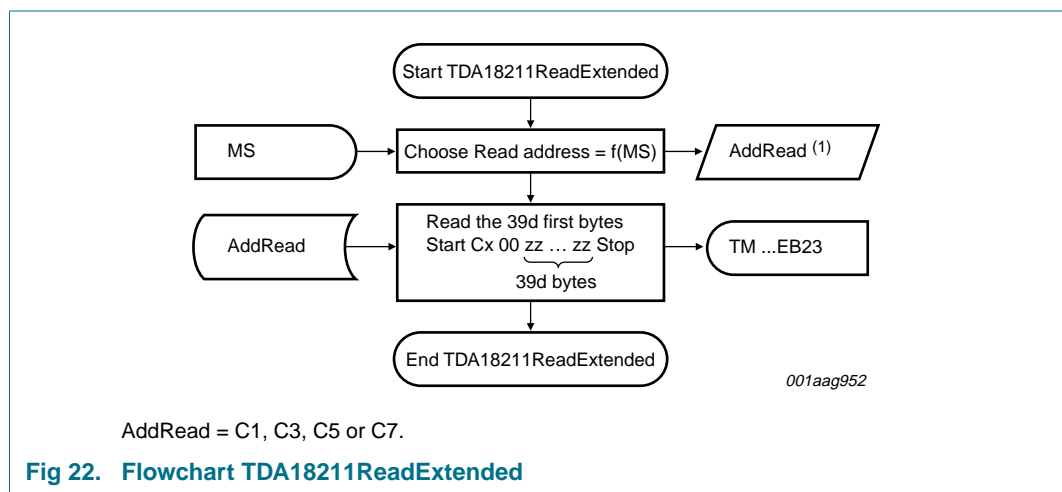 Start TDA18211ReadExtended
MS
Choose Read address = f(MS)
AddRead (1)
AddRead
Read the 39d first bytes
Start Cx 00 zz … zz Stop
39d bytes
TM ...EB23
End TDA18211ReadExtended
001aag952
AddRead = C1, C3, C5 or C7.
Fig 22. Flowchart TDA18211ReadExtended